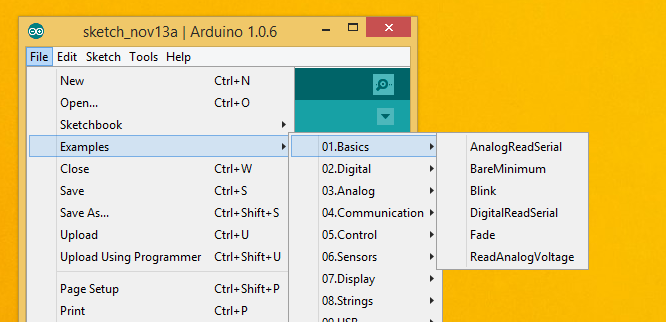 sketch_nov13a | Arduino 1.0.6
File Edit Sketch Tools Help
New Ctrl+N
Open... Ctrl+O
Sketchbook
Examples
Close Ctrl+W
Save Ctrl+S
Save As... Ctrl+Shift+S
Upload Ctrl+U
Upload Using Programmer Ctrl+Shift+U
Page Setup Ctrl+Shift+P
Print Ctrl+P
01.Basics
02.Digital
03.Analog
04.Communication
05.Control
06.Sensors
07.Display
08.Strings
09.USB
AnalogReadSerial
BareMinimum
Blink
DigitalReadSerial
Fade
ReadAnalogVoltage